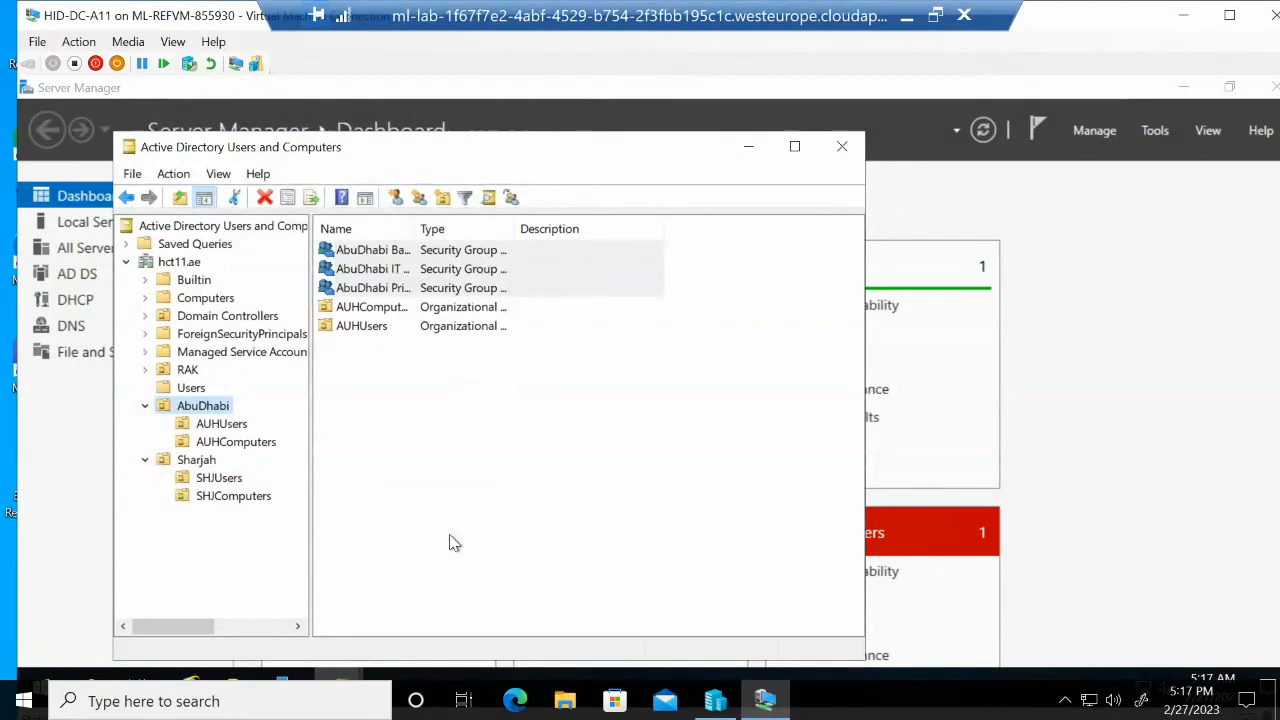 HID-DC-A11 on ML-REFVM-855930 - Virtual Machine Connection
ml-lab-1f67f7e2-4abf-4529-b754-2f3fbb195c1c.westeurope.cloudap...
File Action Media View Help
Server Manager
Server Manager ▸ Dashboard
Manage Tools View Help
Active Directory Users and Computers
File Action View Help
Dashboa
Local Ser
All Server
AD DS
DHCP
DNS
File and S
Active Directory Users and Comp
Saved Queries
hct11.ae
Builtin
Computers
Domain Controllers
ForeignSecurityPrincipals
Managed Service Accoun
RAK
Users
AbuDhabi
AUHUsers
AUHComputers
Sharjah
SHJUsers
SHJComputers
Name Type Description
AbuDhabi Ba... Security Group ...
AbuDhabi IT ... Security Group ...
AbuDhabi Pri... Security Group ...
AUHComput... Organizational ...
AUHUsers Organizational ...
1
ability
ance
lts
ers 1
ability
ance
5:17 AM
Type here to search
5:17 PM
2/27/2023